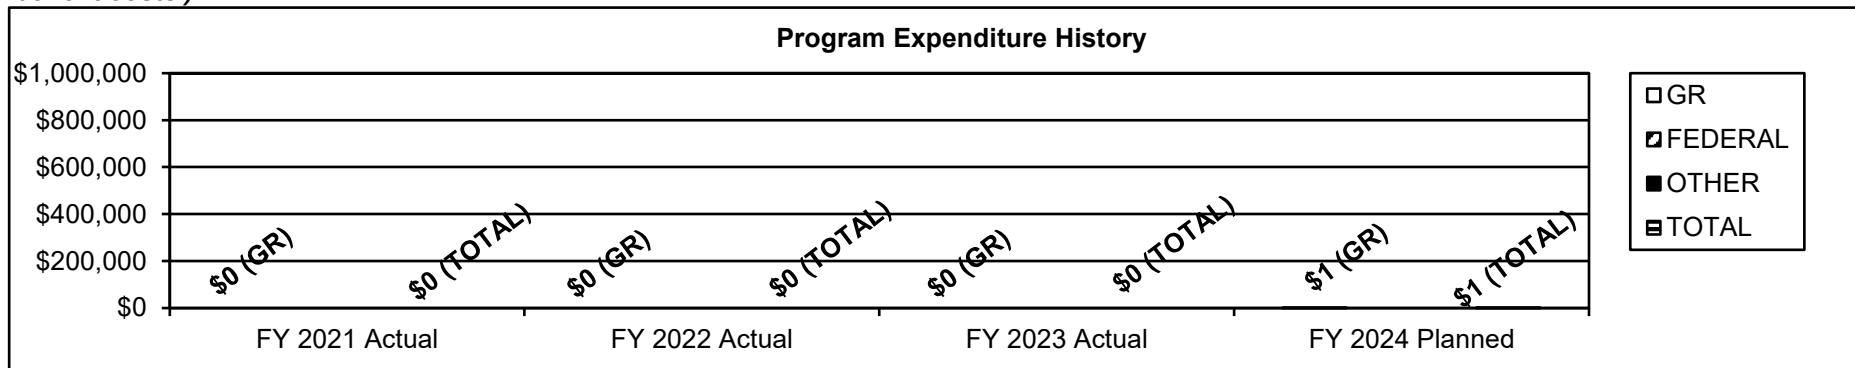 Program Expenditure History
$1,000,000
$800,000
$600,000
$400,000
$200,000
$0
$0 (GR)
$0 (TOTAL)
$0 (GR)
$0 (TOTAL)
$0 (GR)
$0 (TOTAL)
$1 (GR)
$1 (TOTAL)
FY 2021 Actual
FY 2022 Actual
FY 2023 Actual
FY 2024 Planned
GR
FEDERAL
OTHER
TOTAL